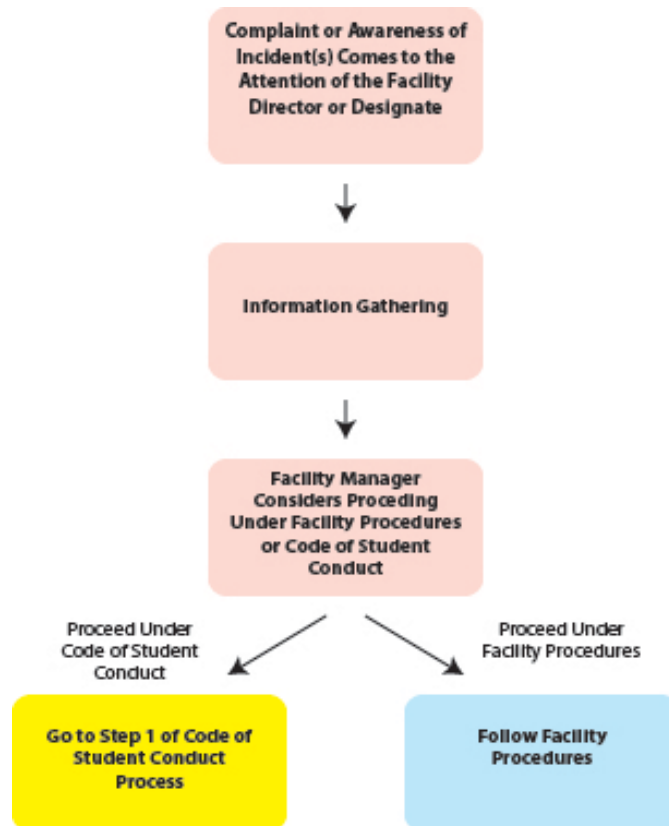 Complaint or Awareness of
Incident(s) Comes to the
Attention of the Facility
Director or Designate
Information Gathering
Facility Manager
Considers Proceding
Under Facility Procedures
or Code of Student
Conduct
Proceed Under
Code of Student
Conduct
Proceed Under
Facility Procedures
Go to Step 1 of Code of
Student Conduct
Process
Follow Facility
Procedures